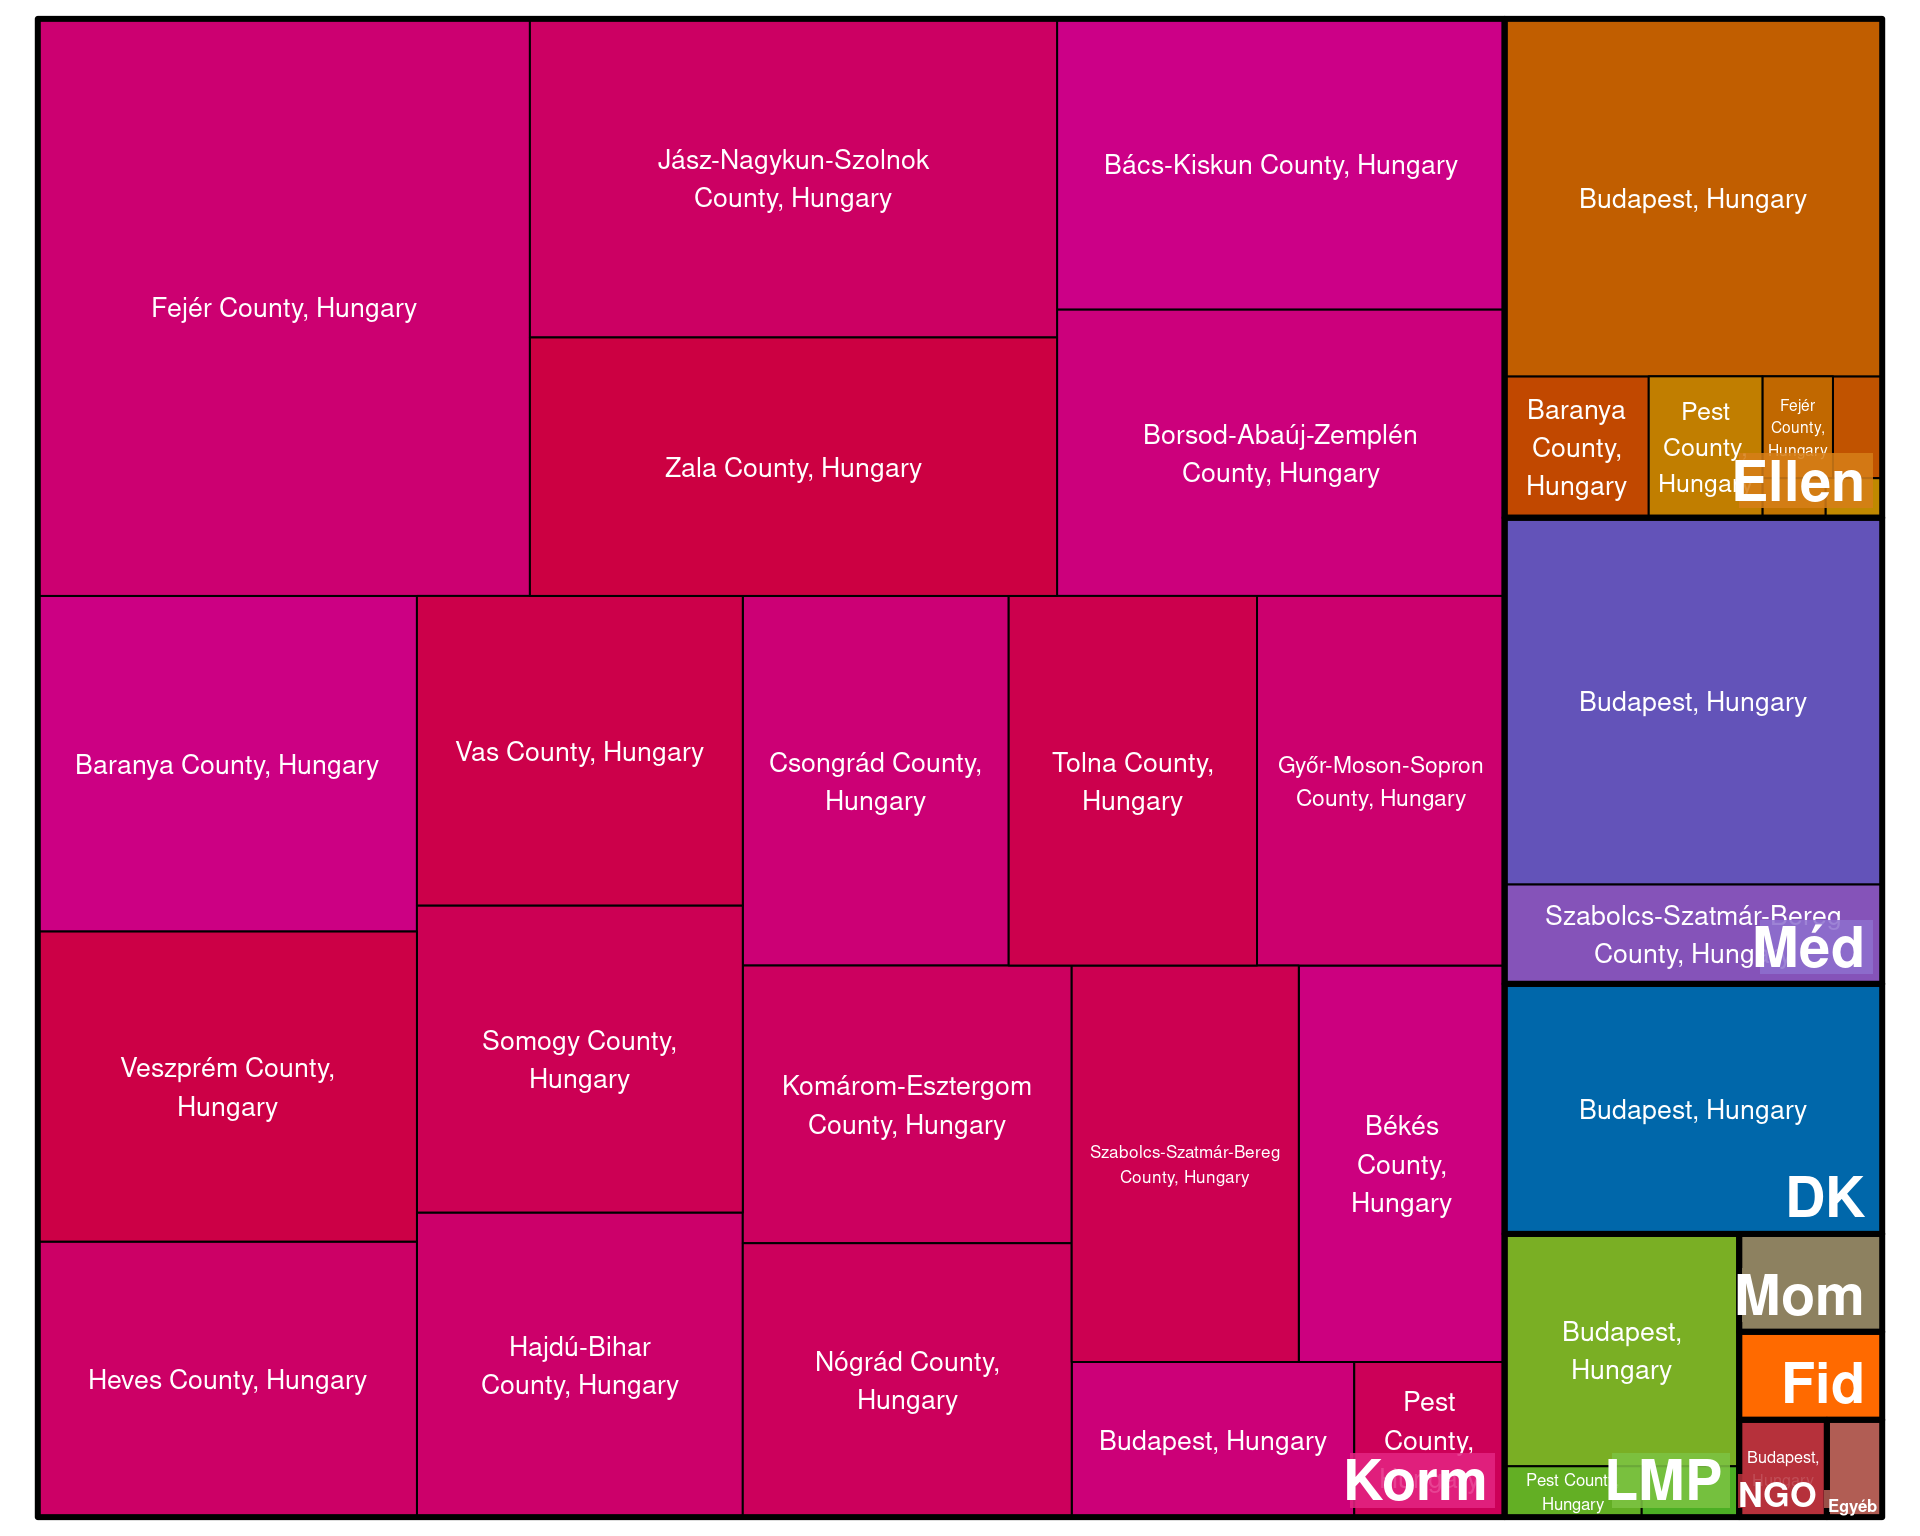 Fejér County, Hungary
Jász-Nagykun-Szolnok
County, Hungary
Zala County, Hungary
Bács-Kiskun County, Hungary
Borsod-Abaúj-Zemplén
County, Hungary
Baranya County, Hungary
Vas County, Hungary
Csongrád County,
Hungary
Tolna County,
Hungary
Győr-Moson-Sopron
County, Hungary
Veszprém County,
Hungary
Somogy County,
Hungary
Komárom-Esztergom
County, Hungary
Szabolcs-Szatmár-Bereg
County, Hungary
Békés
County,
Hungary
Heves County, Hungary
Hajdú-Bihar
County, Hungary
Nógrád County,
Hungary
Budapest, Hungary
Pest
County,
Hungary
Korm
Budapest, Hungary
Baranya
County,
Hungary
Pest
County,
Hungary
Fejér
County,
Hungary
Ellen
Budapest, Hungary
Szabolcs-Szatmár-Bereg
County, Hungary
Méd
Budapest, Hungary
DK
Budapest,
Hungary
Pest County,
Hungary
LMP
Mom
Fid
Budapest,
Hungary
NGO
Egyéb